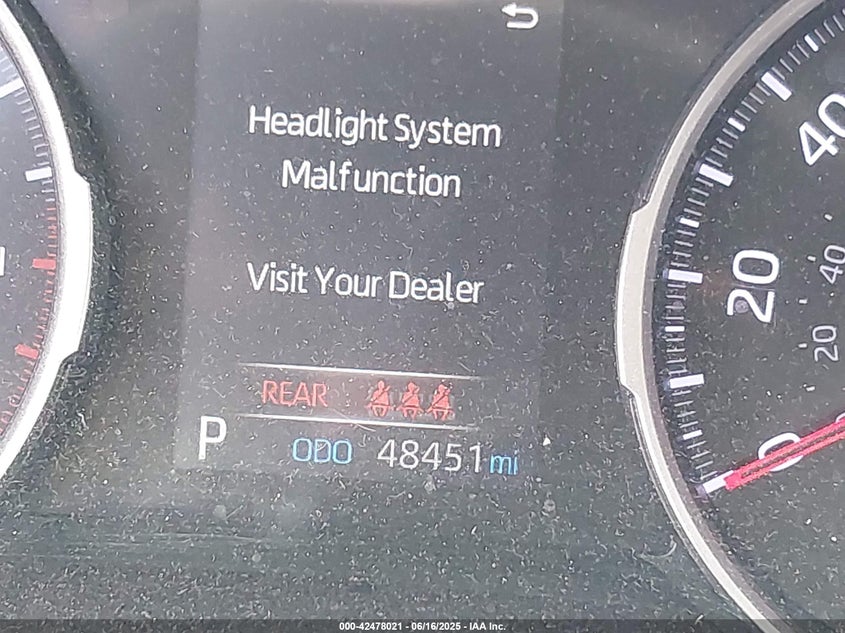 Headlight System
Malfunction
Visit Your Dealer
REAR
P ODO 48451 mi
40
20
0
40
20
000-42478021 - 06/16/2025 - IAA Inc.